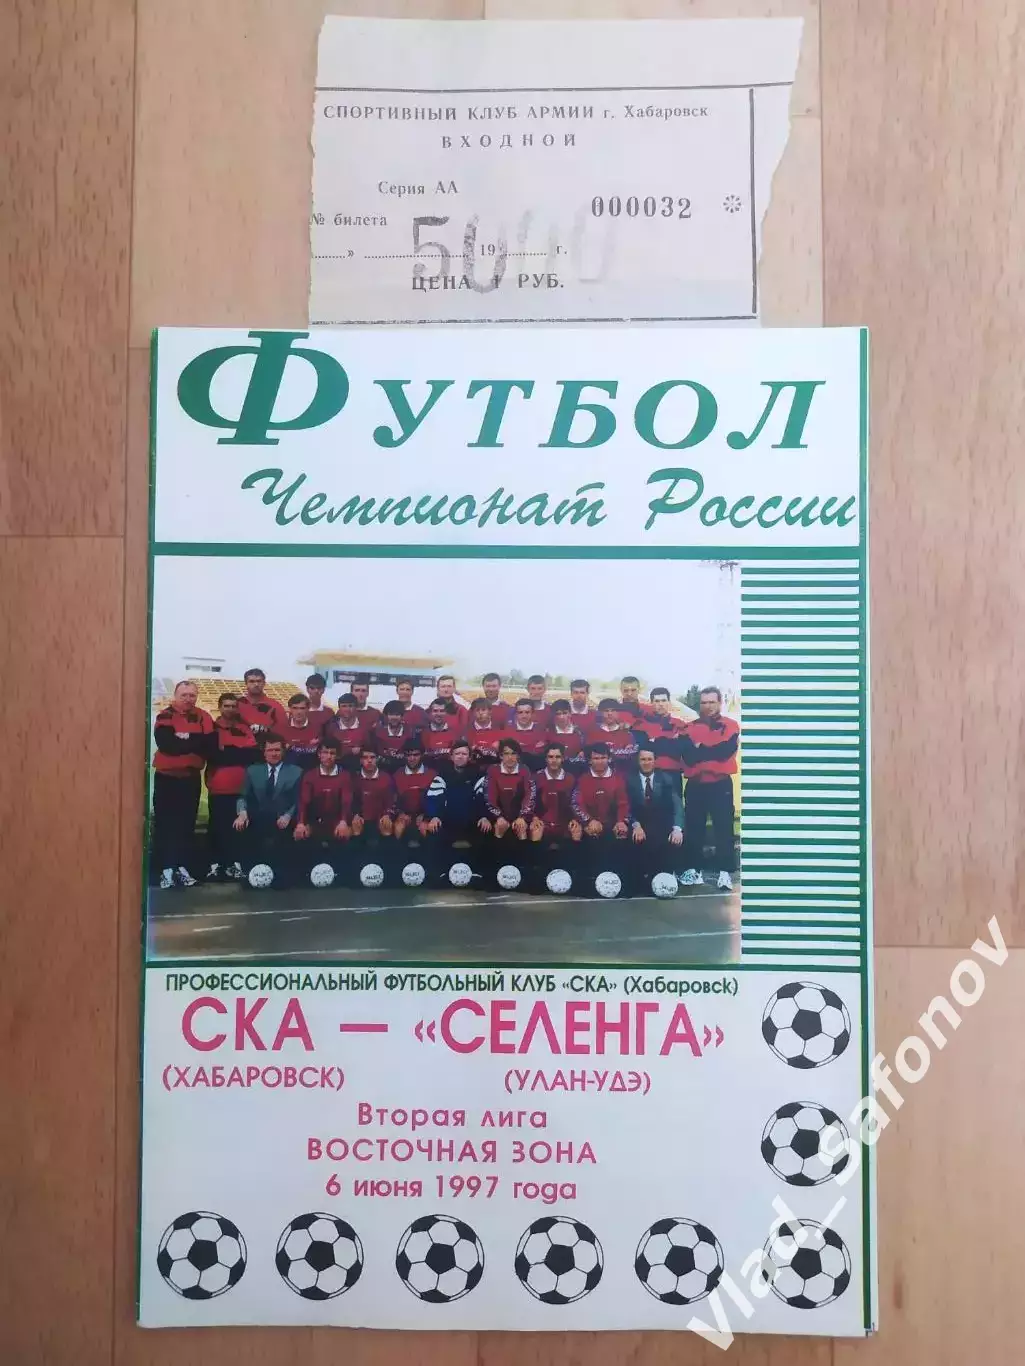 СПОРТИВНЫЙ КЛУБ АРМИИ г. Хабаровск
ВХОДНОЙ
Серия АА
№ билета 000032 *
» 19 г.
5000
ЦЕНА 1 РУБ.
ФУТБОЛ
Чемпионат России
ПРОФЕССИОНАЛЬНЫЙ ФУТБОЛЬНЫЙ КЛУБ «СКА» (Хабаровск)
СКА — «СЕЛЕНГА»
(ХАБАРОВСК) (УЛАН-УДЭ)
Вторая лига
ВОСТОЧНАЯ ЗОНА
6 июня 1997 года
Vlad_Safonov